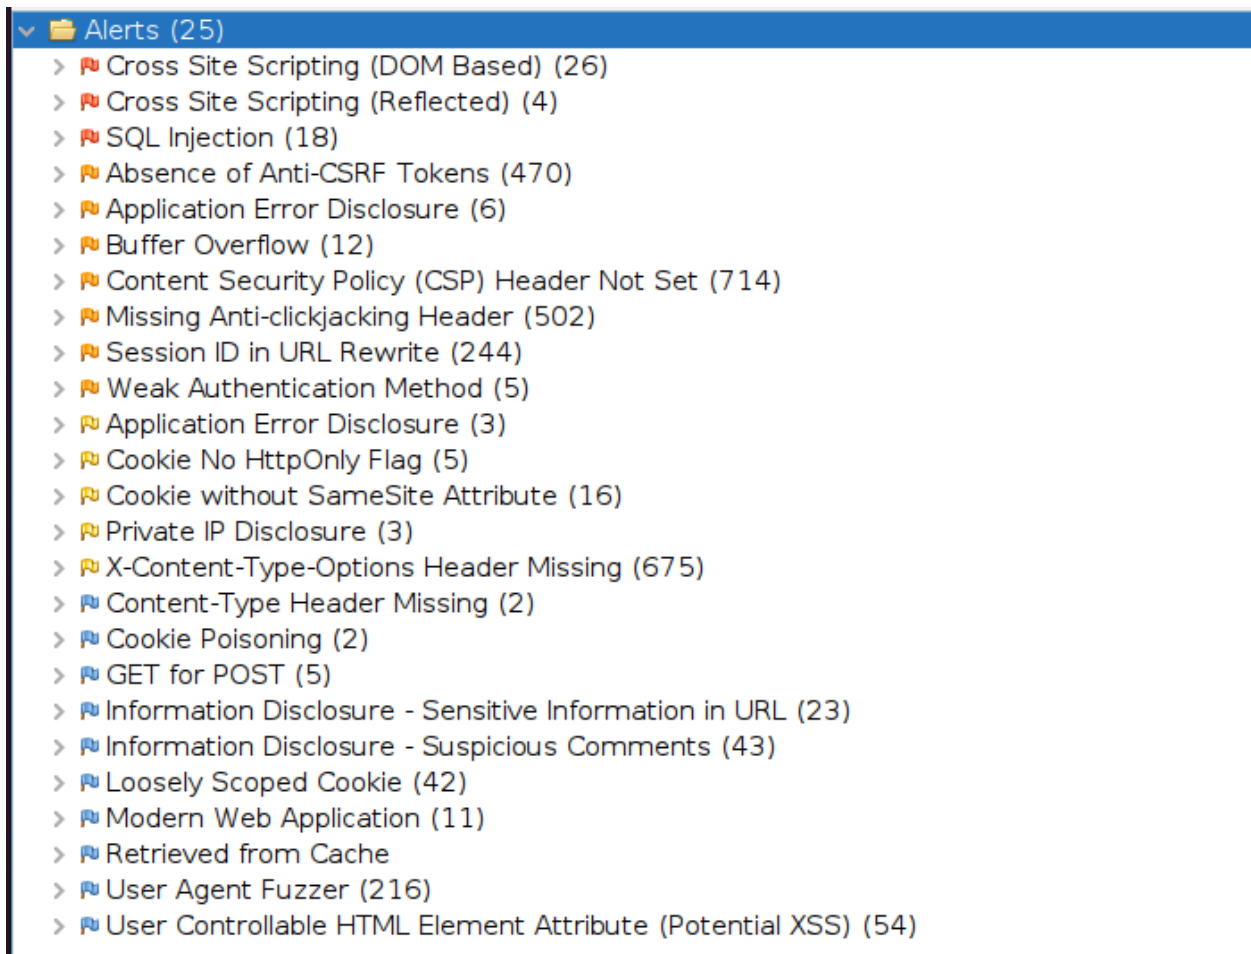 Alerts (25)
Cross Site Scripting (DOM Based) (26)
Cross Site Scripting (Reflected) (4)
SQL Injection (18)
Absence of Anti-CSRF Tokens (470)
Application Error Disclosure (6)
Buffer Overflow (12)
Content Security Policy (CSP) Header Not Set (714)
Missing Anti-clickjacking Header (502)
Session ID in URL Rewrite (244)
Weak Authentication Method (5)
Application Error Disclosure (3)
Cookie No HttpOnly Flag (5)
Cookie without SameSite Attribute (16)
Private IP Disclosure (3)
X-Content-Type-Options Header Missing (675)
Content-Type Header Missing (2)
Cookie Poisoning (2)
GET for POST (5)
Information Disclosure - Sensitive Information in URL (23)
Information Disclosure - Suspicious Comments (43)
Loosely Scoped Cookie (42)
Modern Web Application (11)
Retrieved from Cache
User Agent Fuzzer (216)
User Controllable HTML Element Attribute (Potential XSS) (54)